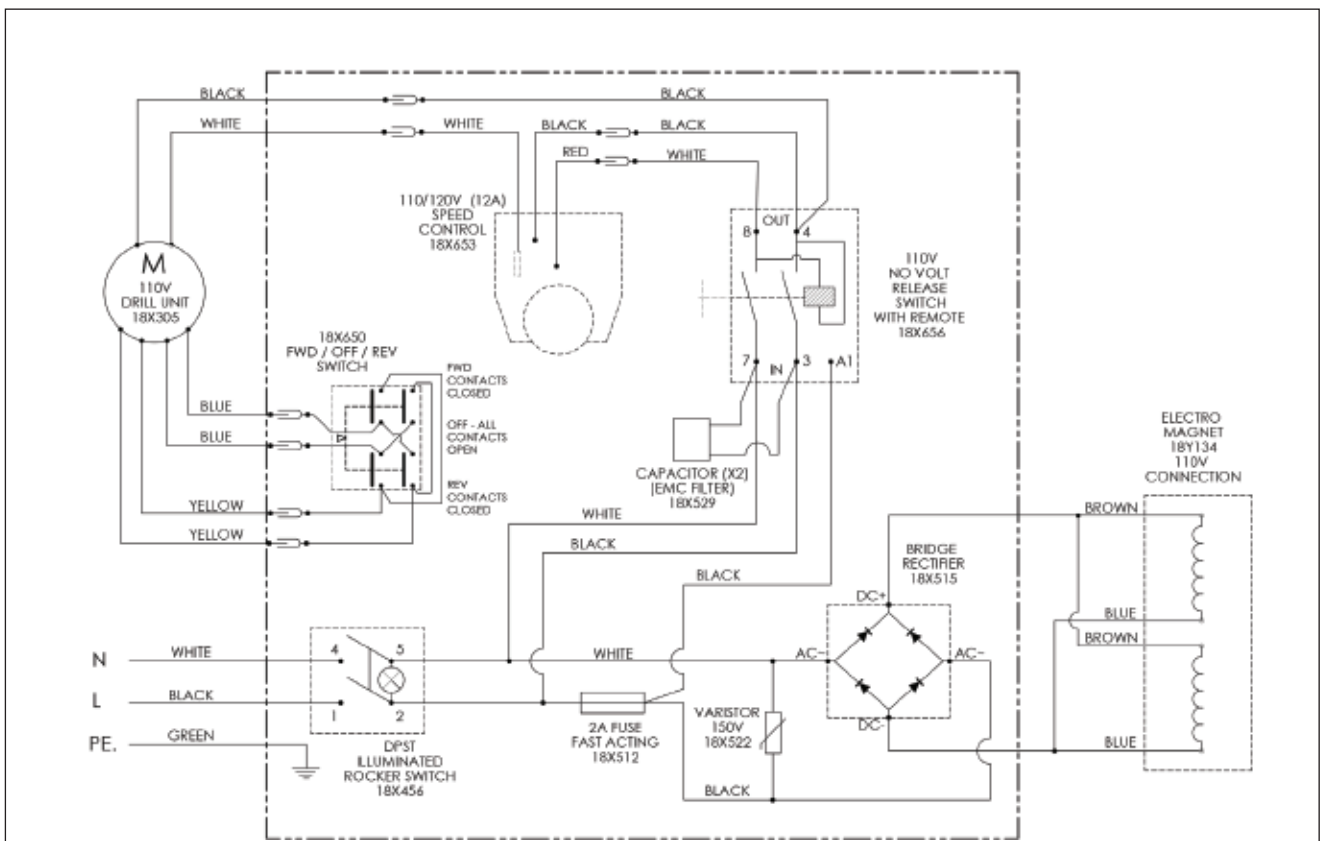 BLACK
BLACK
WHITE
WHITE
BLACK
BLACK
RED
WHITE
110/120V (12A)
SPEED
CONTROL
18X653
OUT
8
4
M
110V
DRILL UNIT
18X305
110V
NO VOLT
RELEASE
SWITCH
WITH REMOTE
18X656
18X650
FWD / OFF / REV
SWITCH
FWD
CONTACTS
CLOSED
7
IN
3
A1
BLUE
OFF - ALL
CONTACTS
OPEN
BLUE
REV
CONTACTS
CLOSED
CAPACITOR (X2)
(EMC FILTER)
18X529
ELECTRO
MAGNET
18Y134
110V
CONNECTION
YELLOW
WHITE
BROWN
YELLOW
BLACK
BRIDGE
RECTIFIER
18X515
BLACK
DC+
BLUE
BROWN
N
WHITE
4
5
WHITE
AC~
AC~
L
BLACK
1
2
VARISTOR
150V
18X522
DC-
2A FUSE
FAST ACTING
18X512
PE.
GREEN
BLUE
DPST
ILLUMINATED
ROCKER SWITCH
18X456
BLACK